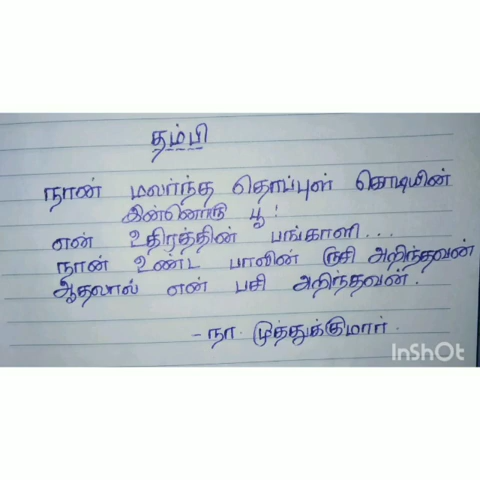 தம்பி
நான் மலர்ந்த தொப்புள் கொடியின்
இன்னொரு பூ!
என் உதிரத்தின் பங்காளி...
நான் உண்ட பாலின் ருசி அறிந்தவன்
ஆதலால் என் பசி அறிந்தவன்.
- நா. முத்துக்குமார்.
InShOt